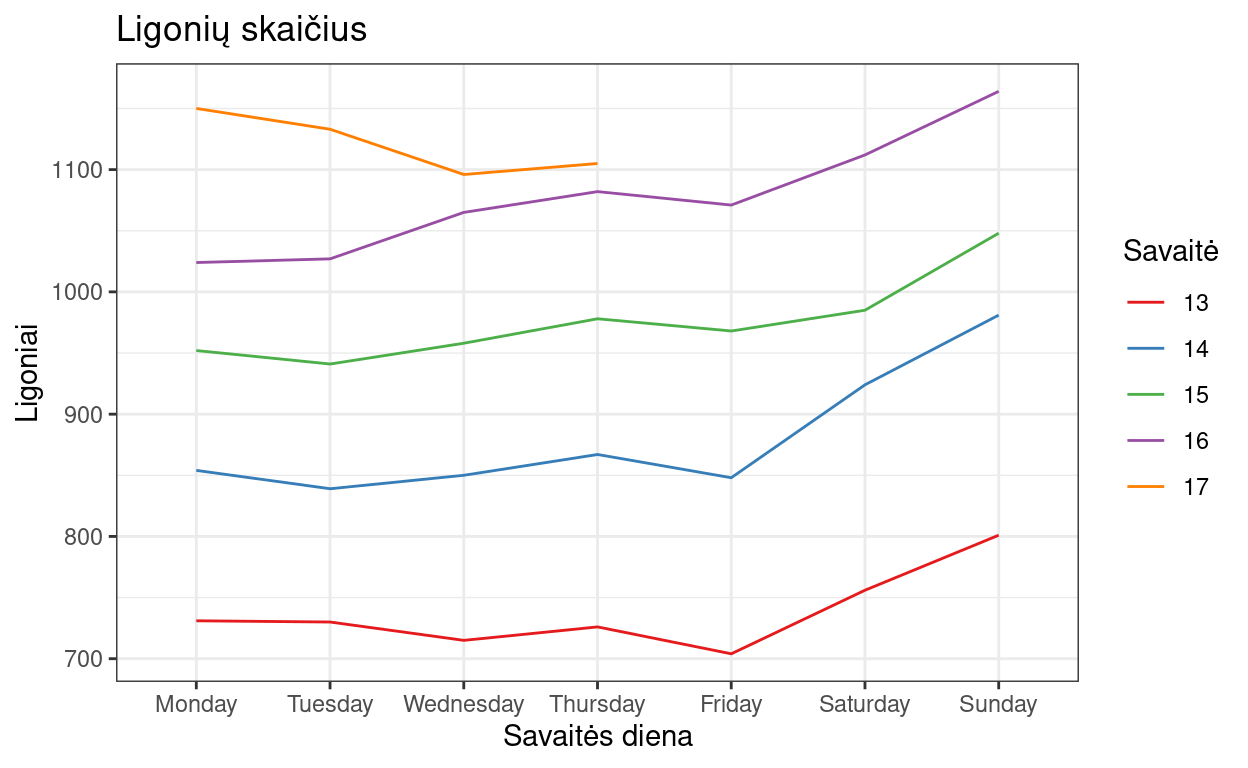 Ligonių skaičius
Ligoniai
1100
1000
900
800
700
Monday Tuesday Wednesday Thursday Friday Saturday Sunday
Savaitės diena
Savaitė
13
14
15
16
17